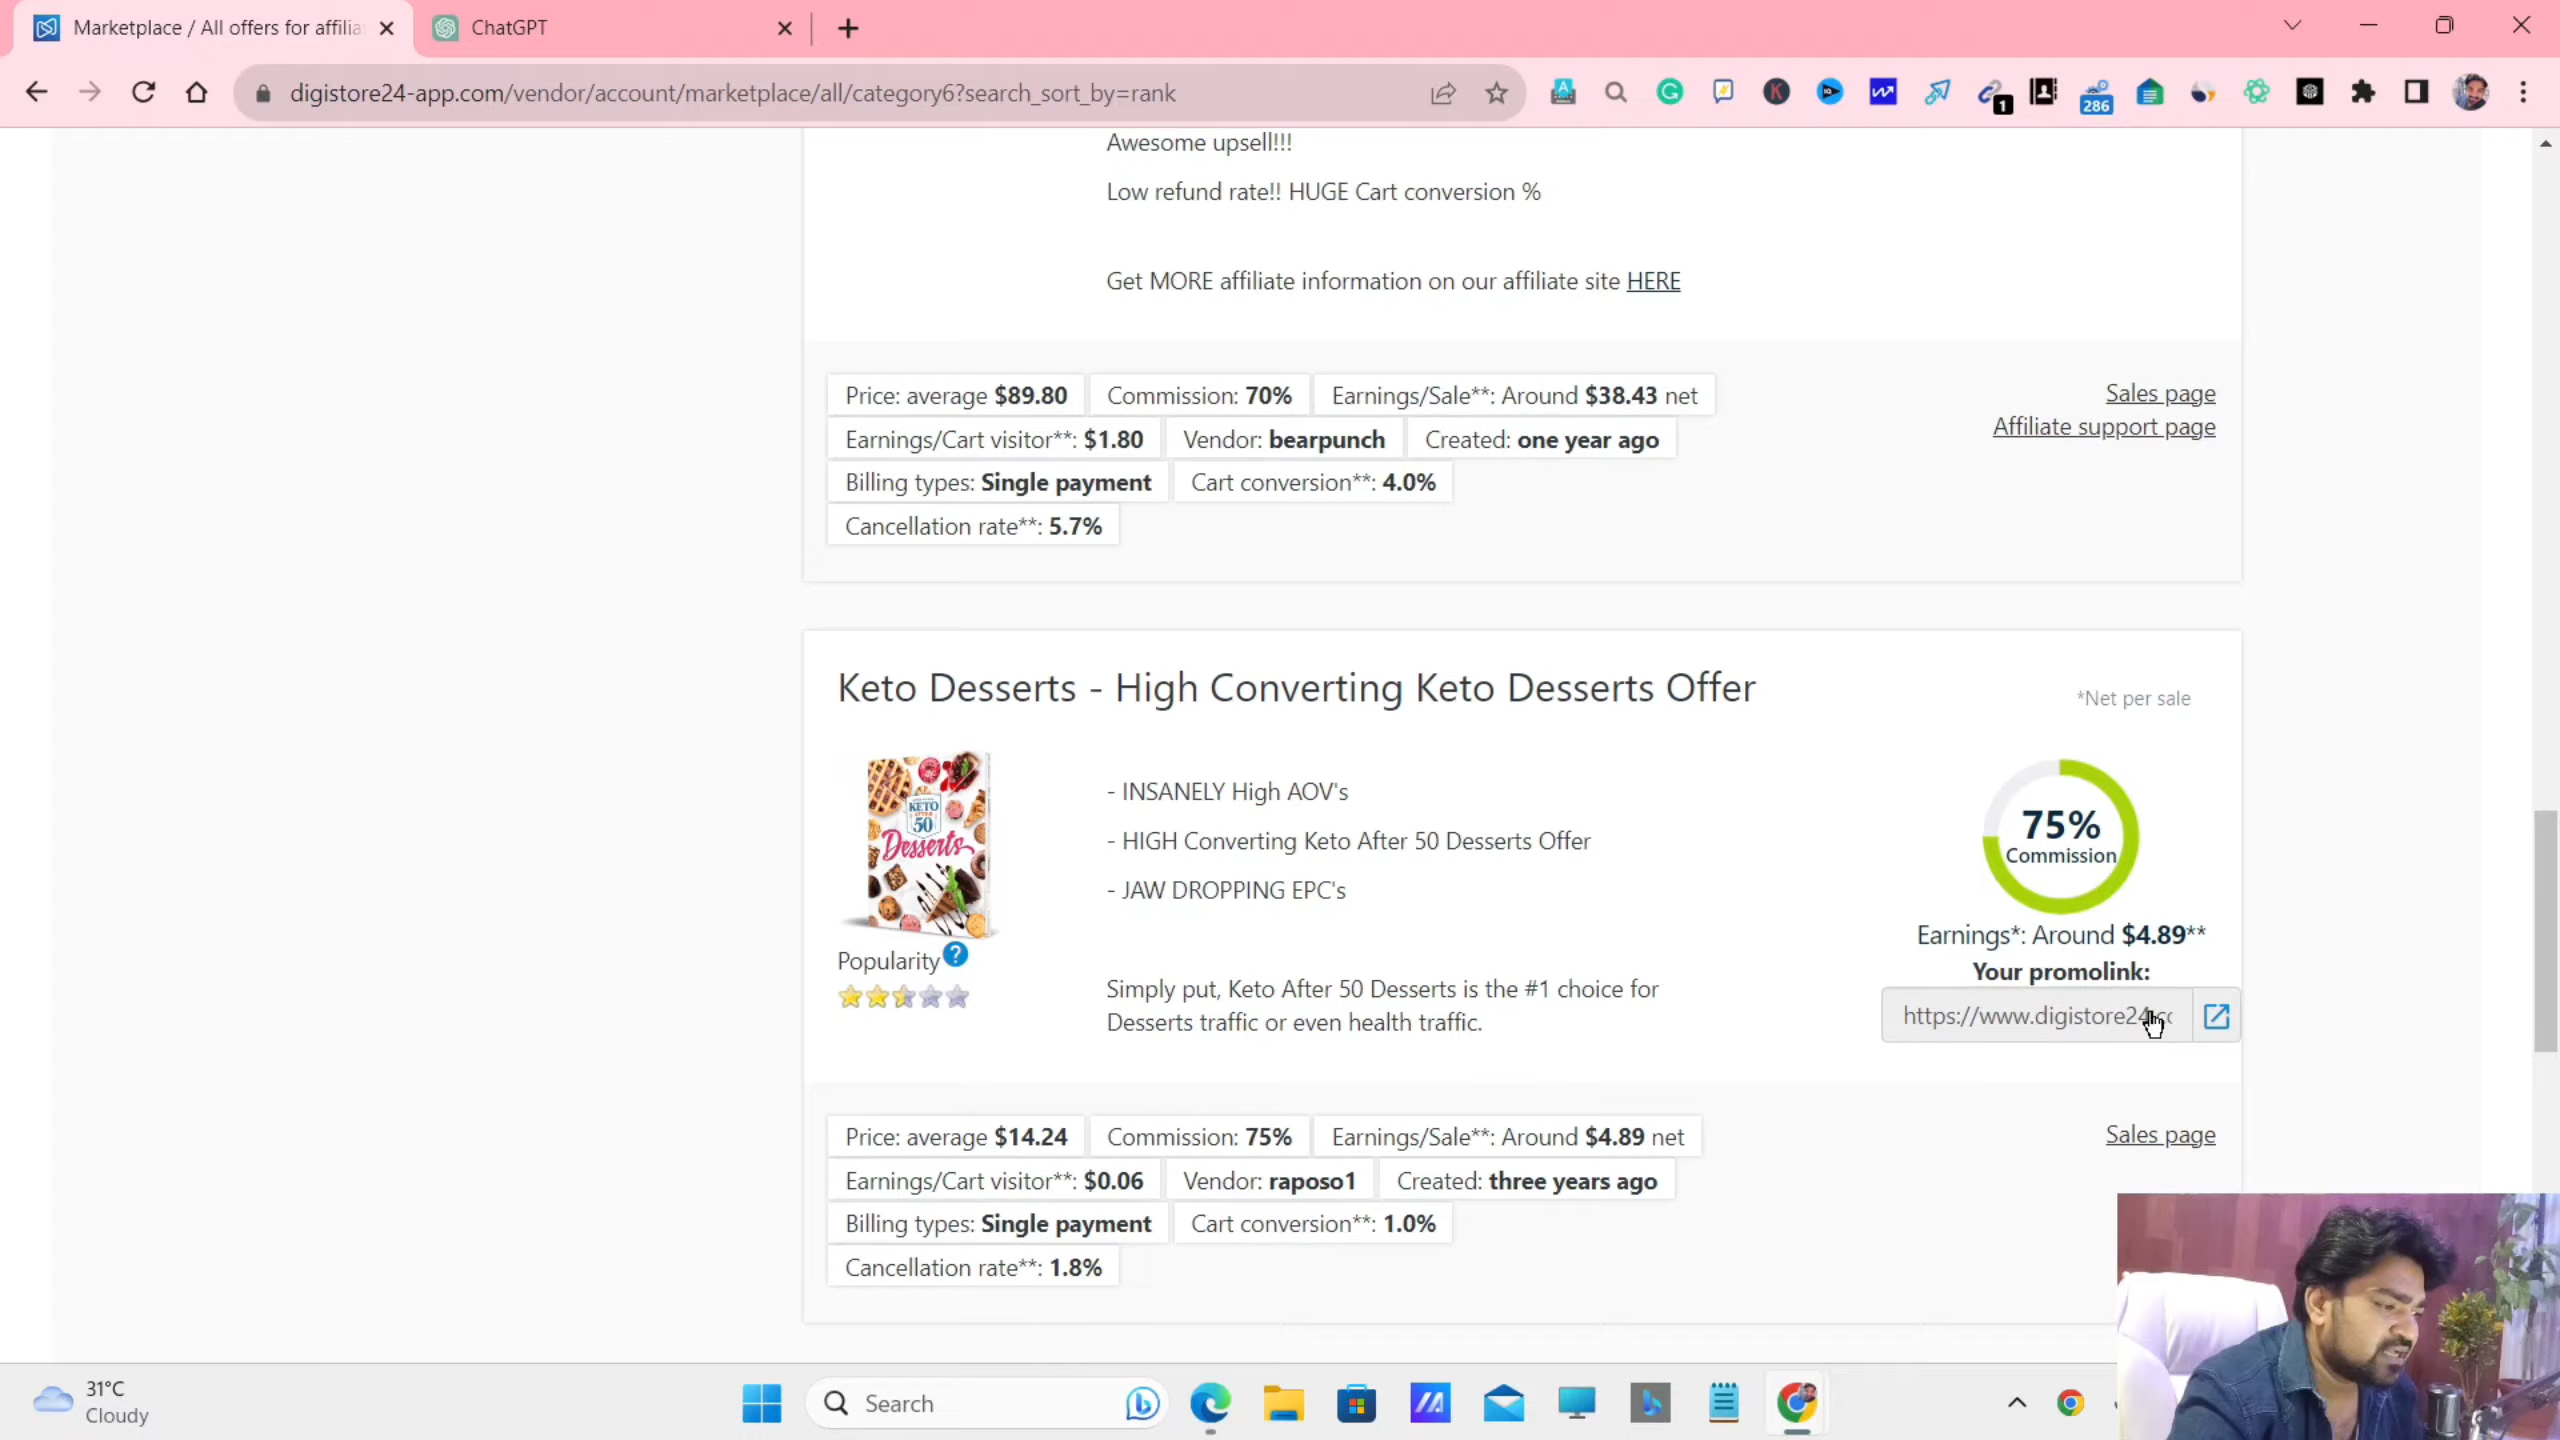 Marketplace / All offers for affilia
ChatGPT
digistore24-app.com/vendor/account/marketplace/all/category6?search_sort_by=rank
1
286
Awesome upsell!!!
Low refund rate!! HUGE Cart conversion %
Get MORE affiliate information on our affiliate site HERE
Price: average $89.80 Commission: 70% Earnings/Sale**: Around $38.43 net
Sales page
Earnings/Cart visitor**: $1.80 Vendor: bearpunch Created: one year ago
Affiliate support page
Billing types: Single payment Cart conversion**: 4.0%
Cancellation rate**: 5.7%
Keto Desserts - High Converting Keto Desserts Offer
*Net per sale
KETO
AFTER
50
Desserts
- INSANELY High AOV's
- HIGH Converting Keto After 50 Desserts Offer
- JAW DROPPING EPC's
75%
Commission
Earnings*: Around $4.89**
Your promolink:
https://www.digistore24.cc
Popularity ?
Simply put, Keto After 50 Desserts is the #1 choice for
Desserts traffic or even health traffic.
Price: average $14.24 Commission: 75% Earnings/Sale**: Around $4.89 net
Sales page
Earnings/Cart visitor**: $0.06 Vendor: raposo1 Created: three years ago
Billing types: Single payment Cart conversion**: 1.0%
Cancellation rate**: 1.8%
31°C
Cloudy
Search